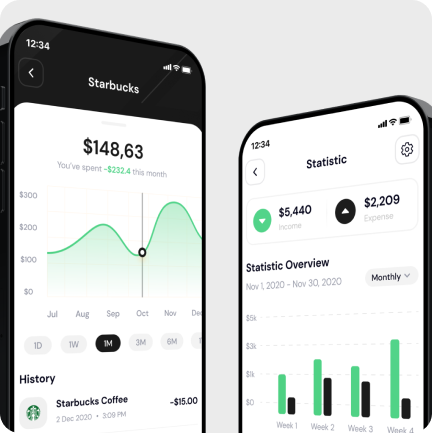 12:34
Starbucks
$148,63
You've spent -$232.4 this month
$300
$200
$100
$0
Jul Aug Sep Oct Nov Dec
1D 1W 1M 3M 6M
History
Starbucks Coffee
-$15.00
2 Dec 2020 • 3:09 PM
12:34
Statistic
$5,440
Income
$2,209
Expense
Statistic Overview
Nov 1, 2020 - Nov 30, 2020
Monthly
$5k
$3k
$1k
$0
Week 1 Week 2 Week 3 Week 4